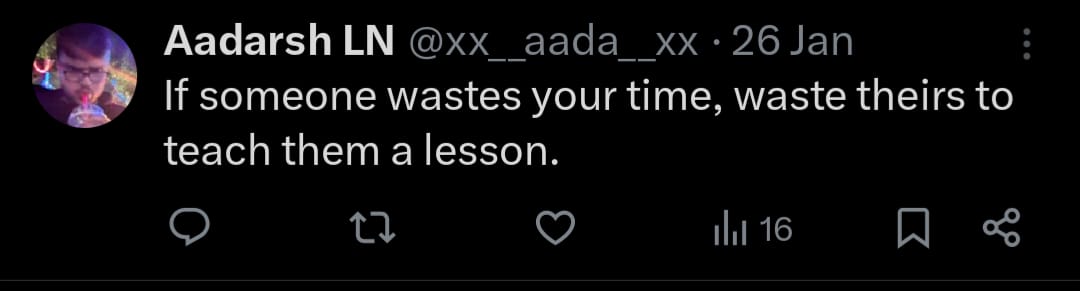 Aadarsh LN @xx__aada__xx · 26 Jan
If someone wastes your time, waste theirs to
teach them a lesson.
16